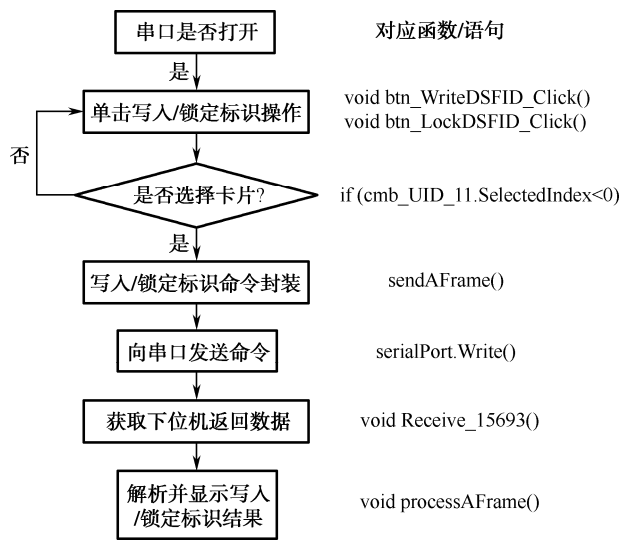 串口是否打开
对应函数/语句
是
单击写入/锁定标识操作
void btn_WriteDSFID_Click()
void btn_LockDSFID_Click()
否
是否选择卡片?
if (cmb_UID_11.SelectedIndex<0)
是
写入/锁定标识命令封装
sendAFrame()
向串口发送命令
serialPort.Write()
获取下位机返回数据
void Receive_15693()
解析并显示写入
/锁定标识结果
void processAFrame()